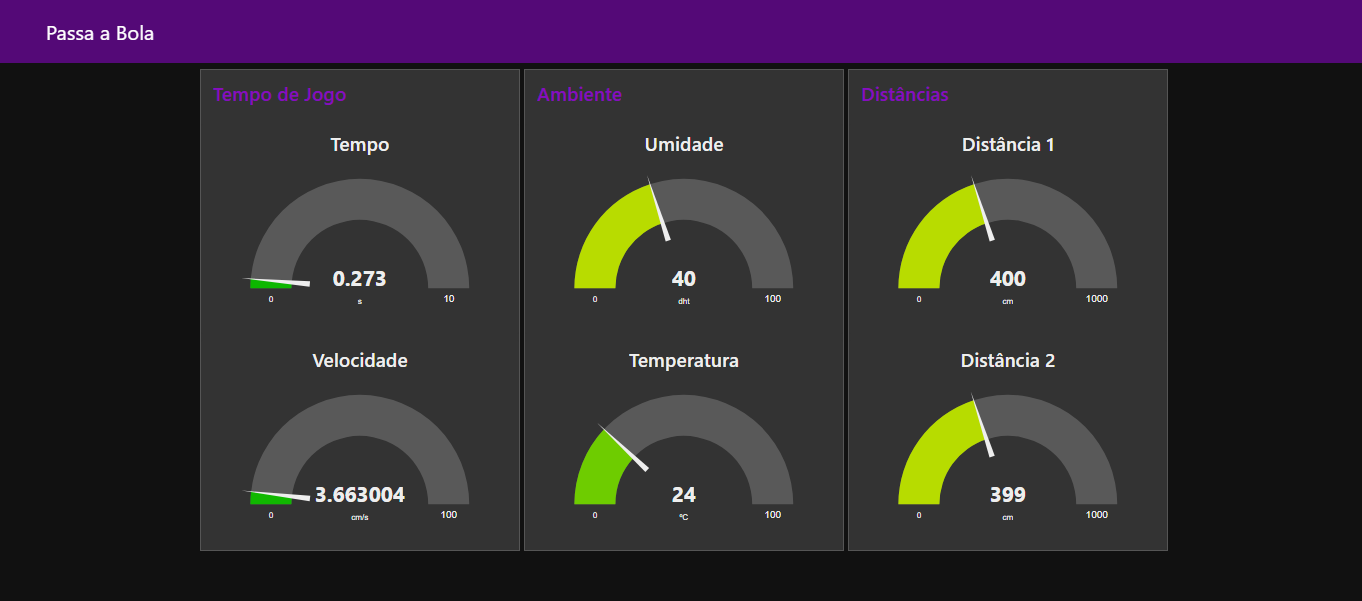 Passa a Bola
Tempo de Jogo
Tempo
0.273
s
0
10
Velocidade
3.663004
cm/s
0
100
Ambiente
Umidade
40
dht
0
100
Temperatura
24
ºC
0
100
Distâncias
Distância 1
400
cm
0
1000
Distância 2
399
cm
0
1000